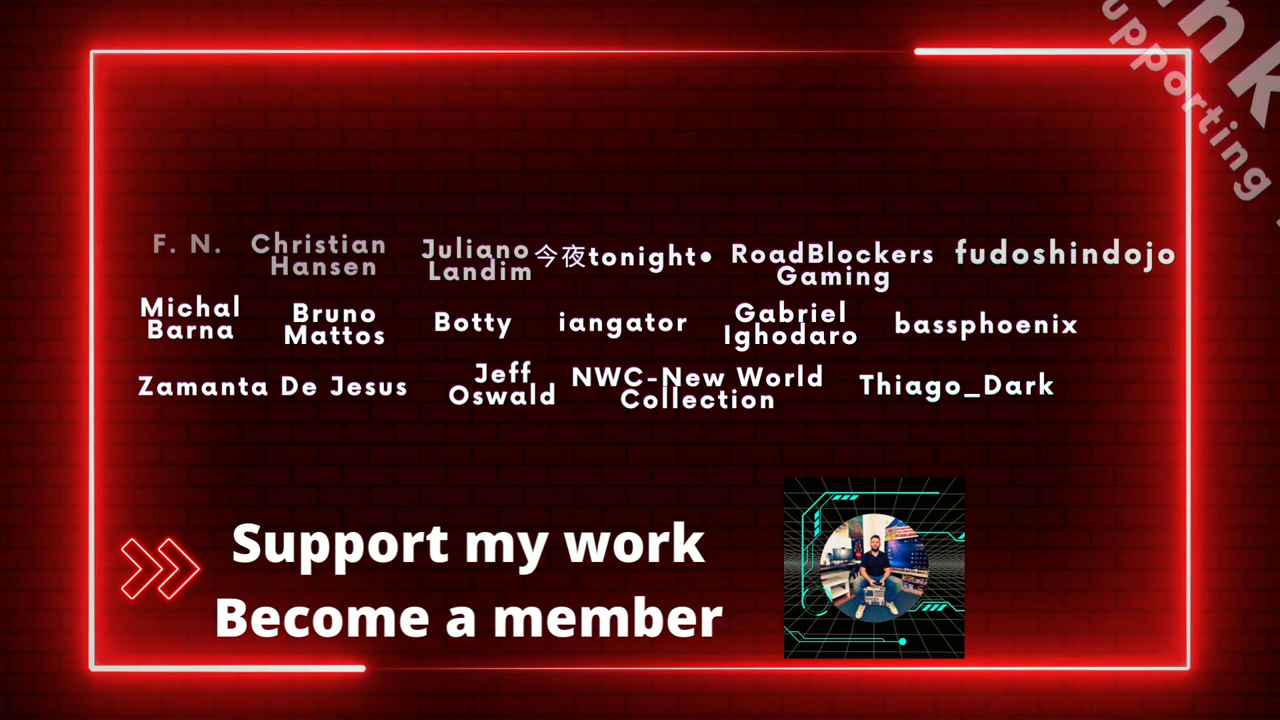 nk
upporting
F. N. Christian Hansen Juliano Landim 今夜tonight• RoadBlockers Gaming fudoshindojo
Michal Barna Bruno Mattos Botty iangator Gabriel Ighodaro bassphoenix
Zamanta De Jesus Jeff Oswald NWC-New World Collection Thiago_Dark
Support my work
Become a member